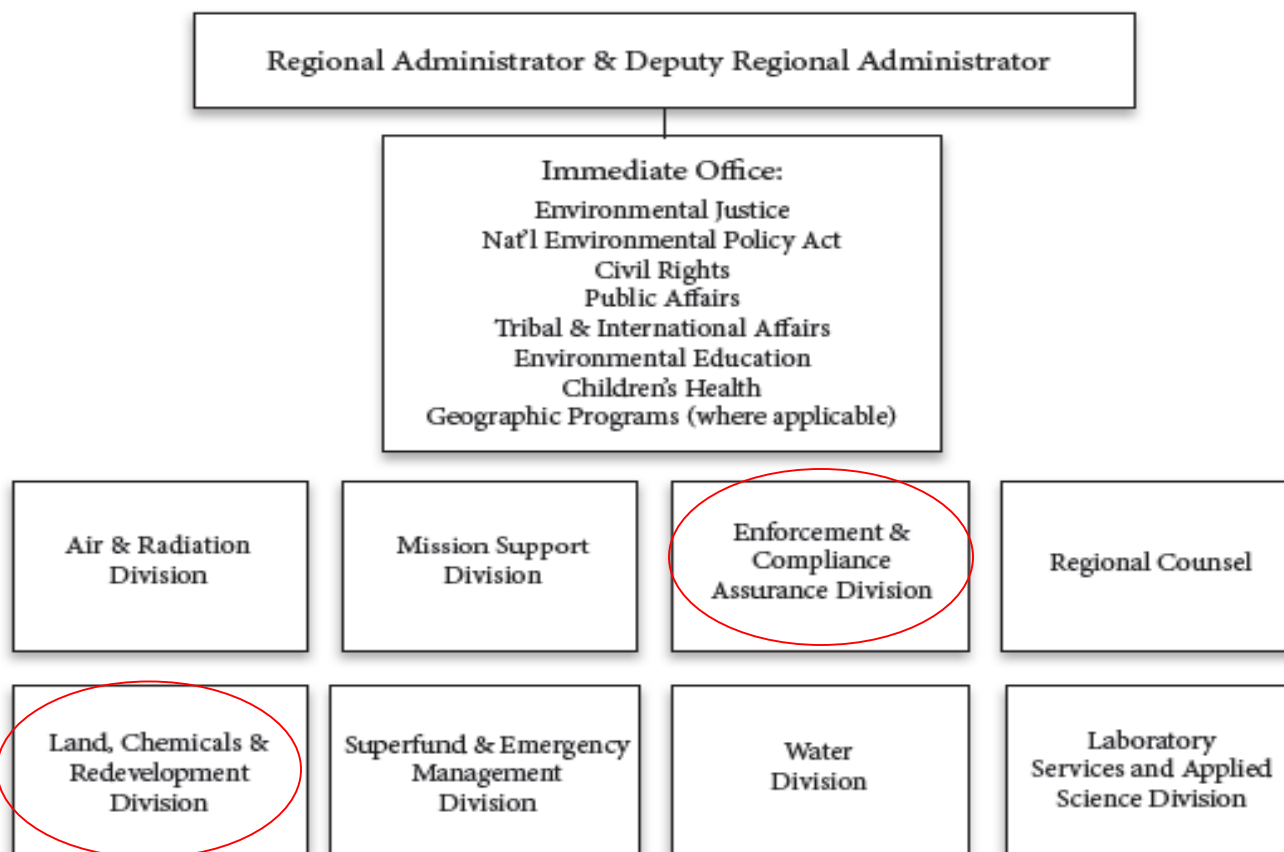 Regional Administrator & Deputy Regional Administrator
Immediate Office:
Environmental Justice
Nat'l Environmental Policy Act
Civil Rights
Public Affairs
Tribal & International Affairs
Environmental Education
Children's Health
Geographic Programs (where applicable)
Air & Radiation
Division
Mission Support
Division
Enforcement &
Compliance
Assurance Division
Regional Counsel
Land, Chemicals &
Redevelopment
Division
Superfund & Emergency
Management
Division
Water
Division
Laboratory
Services and Applied
Science Division